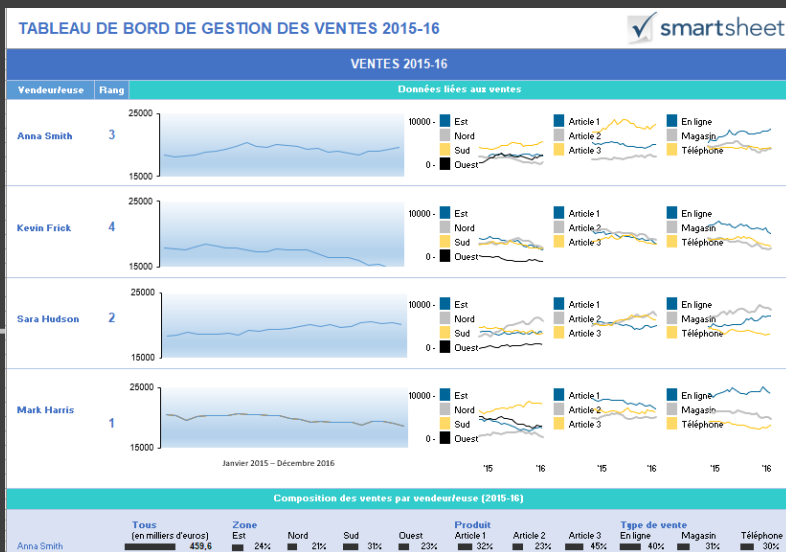 TABLEAU DE BORD DE GESTION DES VENTES 2015-16
smartsheet
VENTES 2015-16
Vendeur/euse Rang Données liées aux ventes
Anna Smith 3
25000
15000
10000 -
0 -
Est
Nord
Sud
Ouest
Article 1
Article 2
Article 3
En ligne
Magasin
Téléphone
Kevin Frick 4
25000
15000
10000 -
0 -
Est
Nord
Sud
Ouest
Article 1
Article 2
Article 3
En ligne
Magasin
Téléphone
Sara Hudson 2
25000
15000
10000 -
0 -
Est
Nord
Sud
Ouest
Article 1
Article 2
Article 3
En ligne
Magasin
Téléphone
Mark Harris 1
25000
15000
10000 -
0 -
Est
Nord
Sud
Ouest
Article 1
Article 2
Article 3
En ligne
Magasin
Téléphone
Janvier 2015 – Décembre 2016
'15 '16 '15 '16 '15 '16
Composition des ventes par vendeur/euse (2015-16)
Tous Zone Produit Type de vente
(en milliers d'euros) Est Nord Sud Ouest Article 1 Article 2 Article 3 En ligne Magasin Téléphone
Anna Smith 459,6 24% 21% 31% 23% 32% 23% 45% 40% 31% 30%